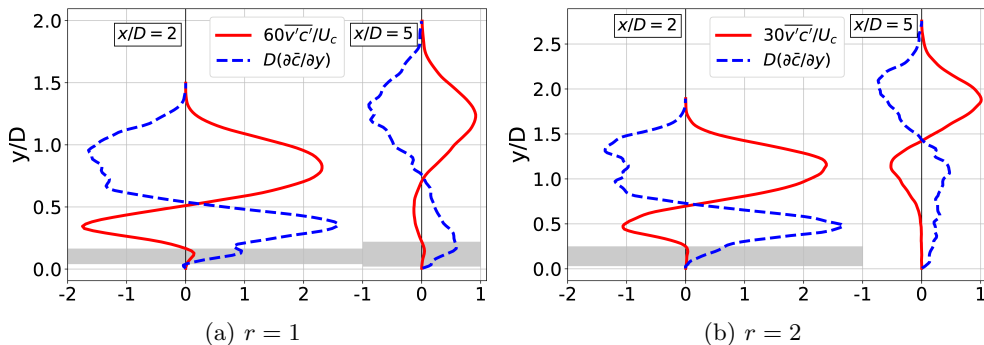 x/D = 2
60v'c'/U_c
D(∂c̄/∂y)
x/D = 5
y/D
2.0
1.5
1.0
0.5
0.0
-2 -1 0 1 2 -1 0 1
(a) r = 1
x/D = 2
30v'c'/U_c
D(∂c̄/∂y)
x/D = 5
y/D
2.5
2.0
1.5
1.0
0.5
0.0
-2 -1 0 1 2 -1 0 1
(b) r = 2